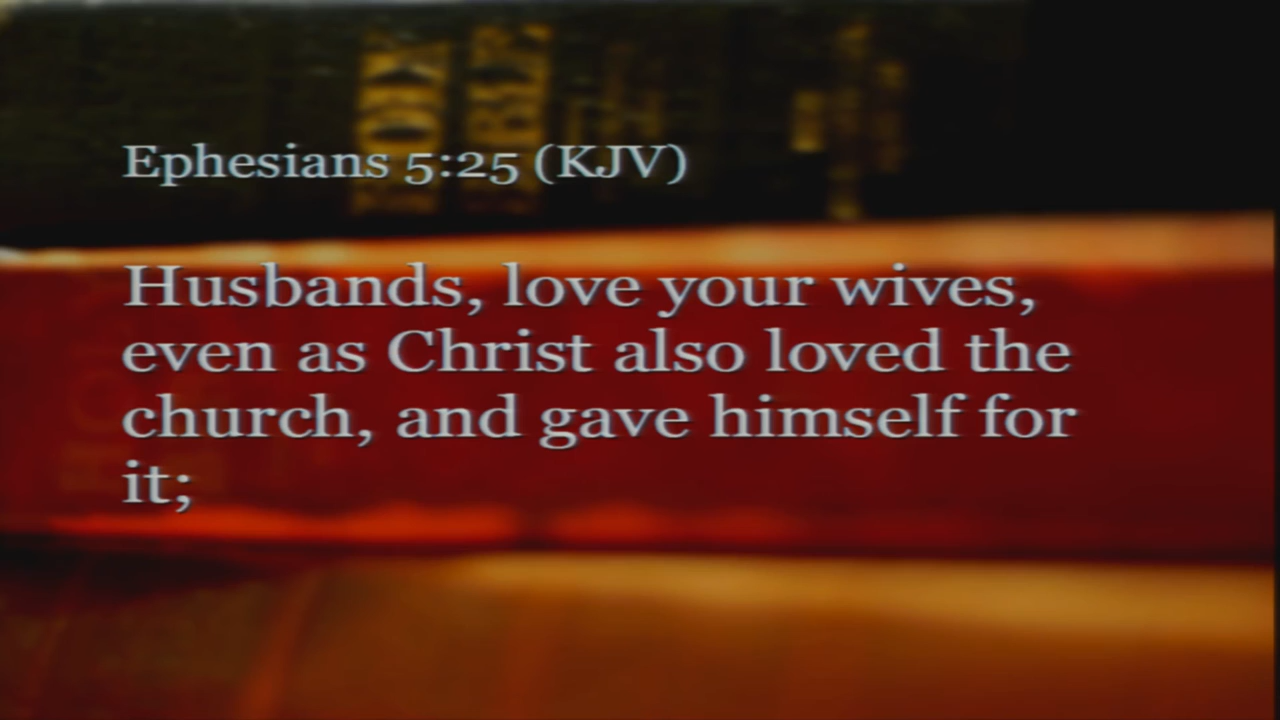 Ephesians 5:25 (KJV)
Husbands, love your wives,
even as Christ also loved the
church, and gave himself for
it;